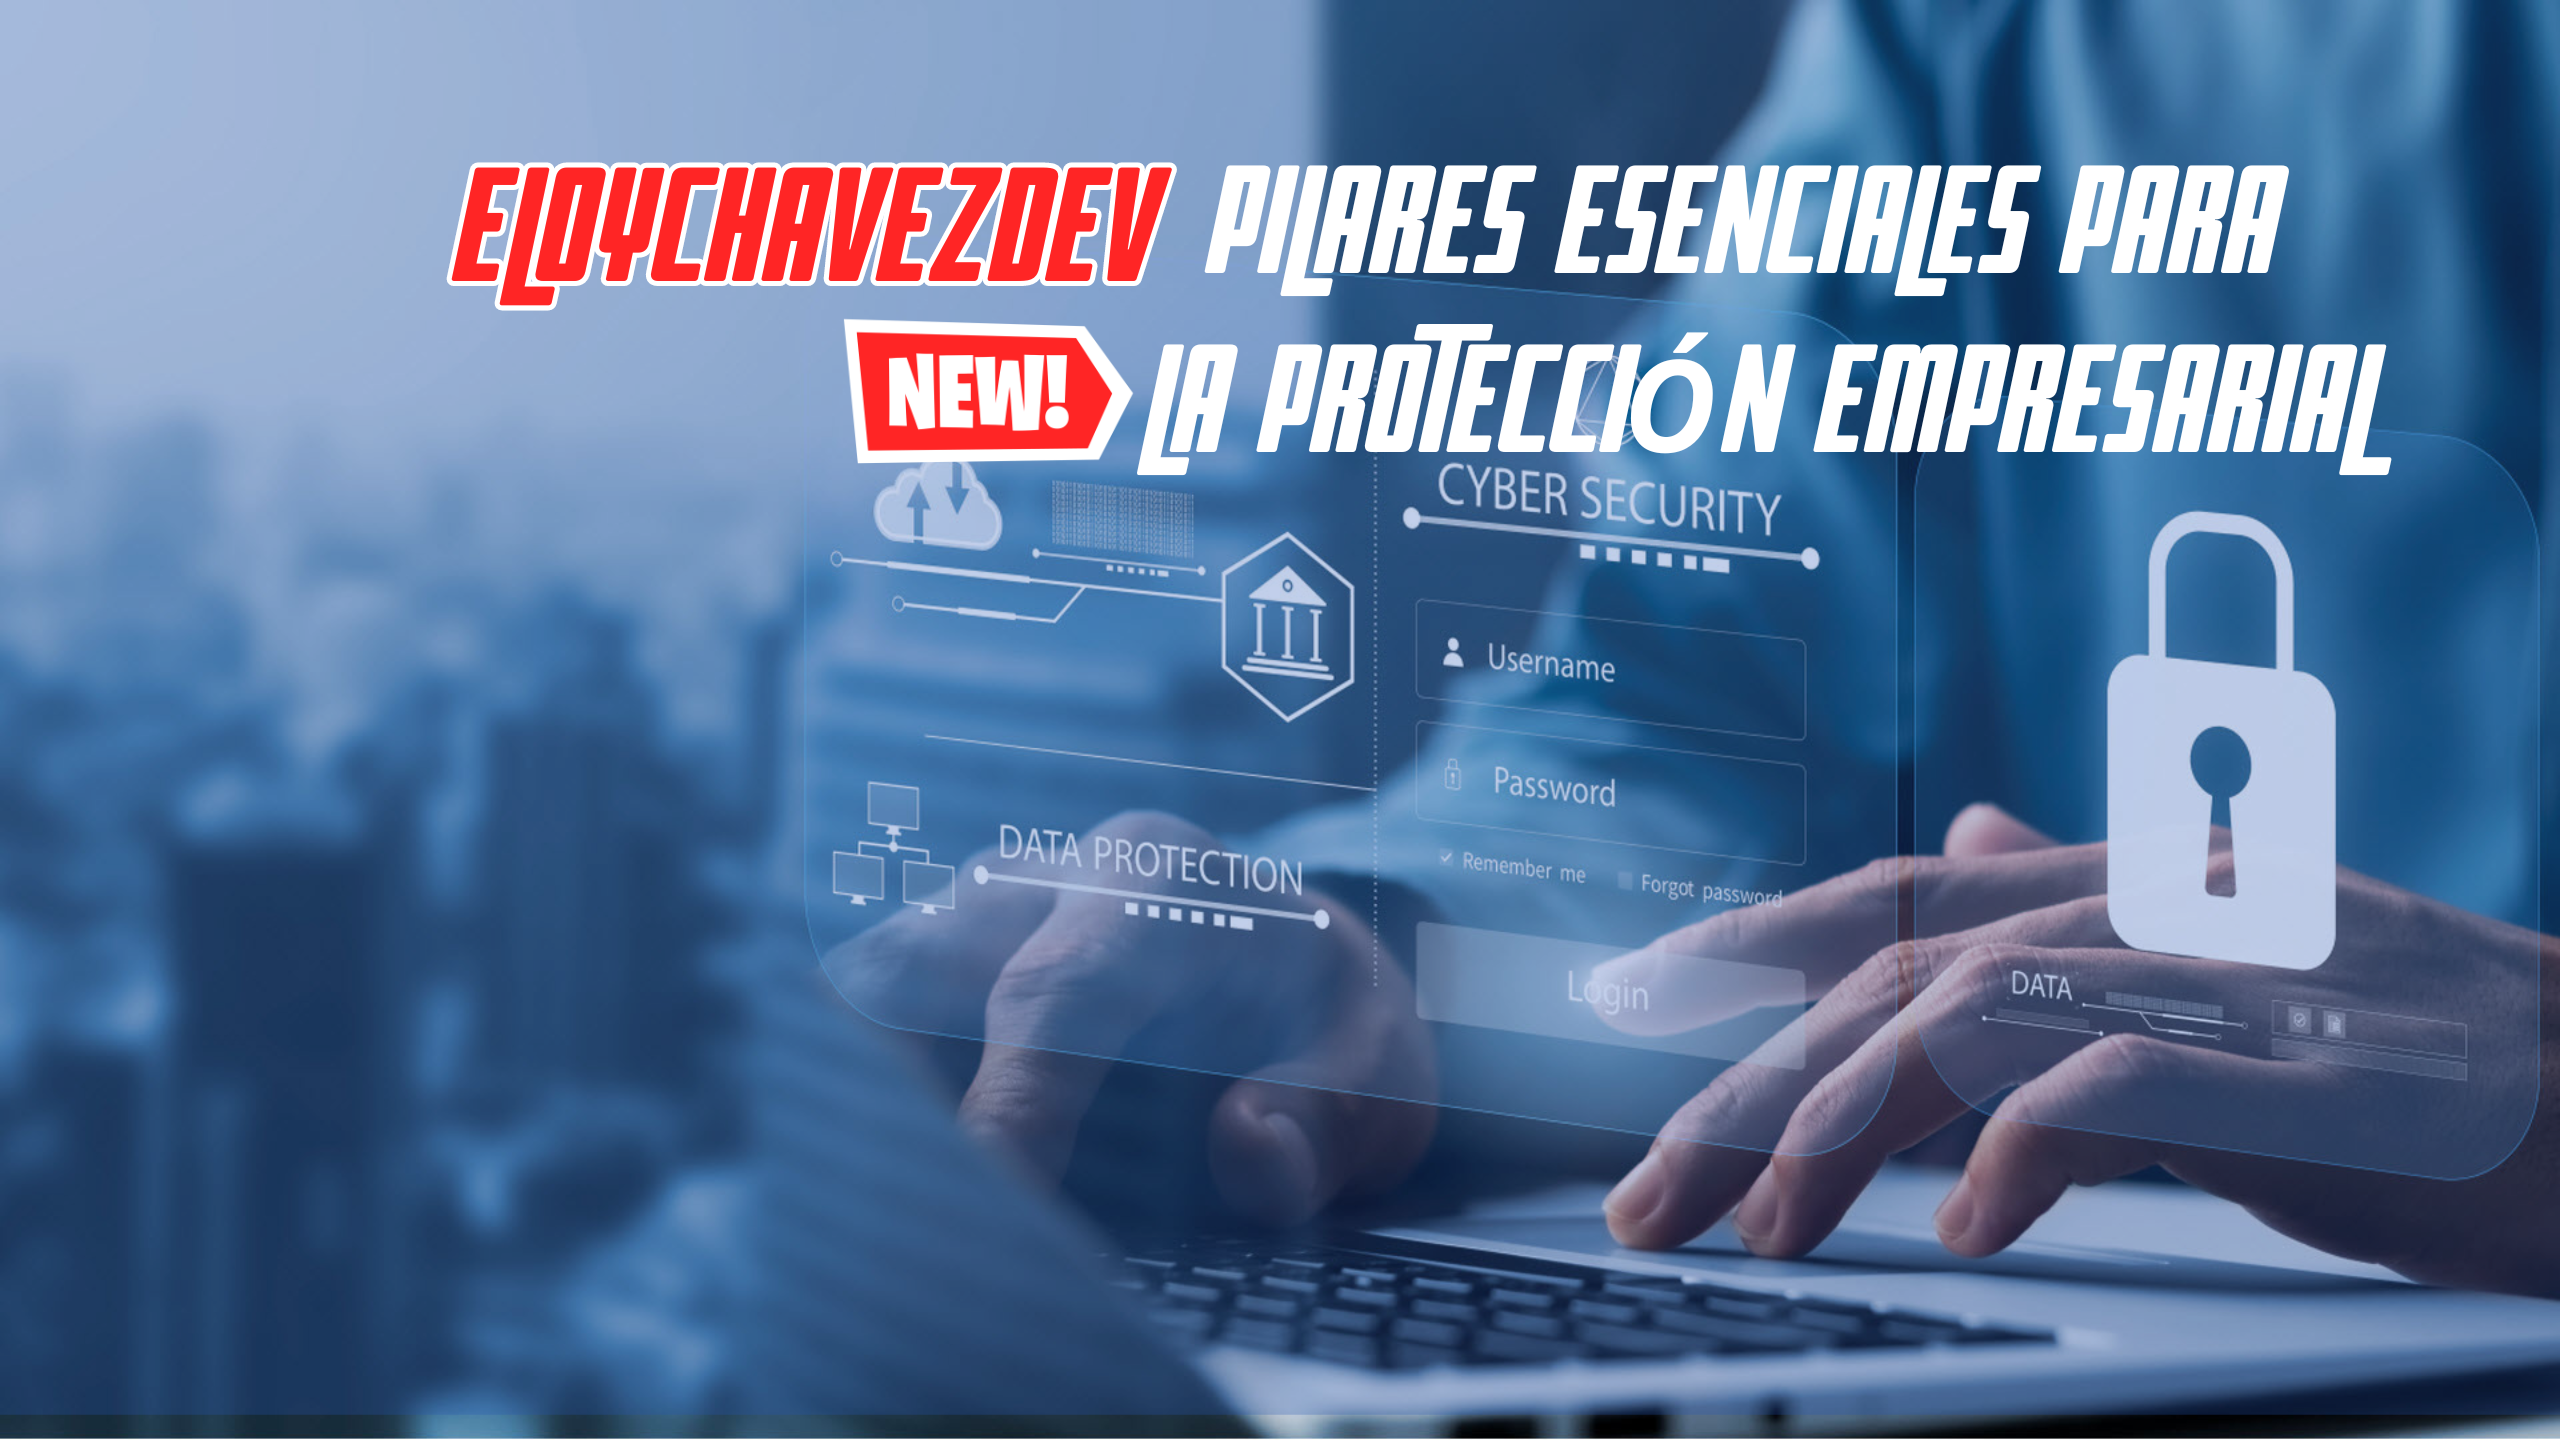 ELOYCHAVEZDEV PILARES ESENCIALES PARA
NEW! LA PROTECCIÓN EMPRESARIAL
CYBER SECURITY
Username
Password
Remember me Forgot password
Login
DATA PROTECTION
DATA